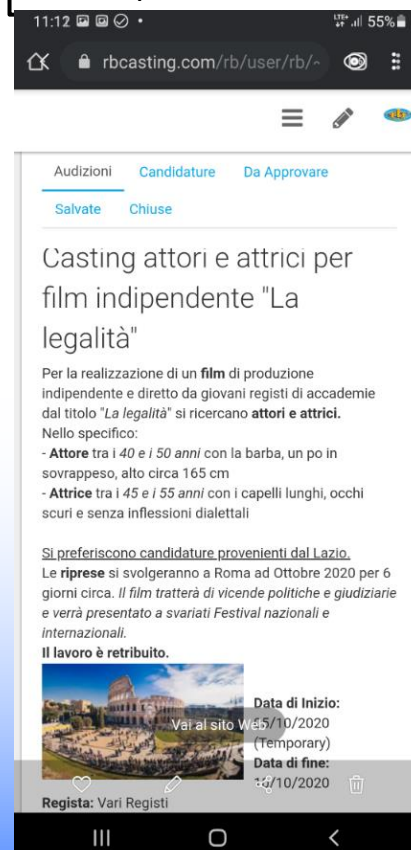 11:12
LTE+ 55%
rbcasting.com/rb/user/rb/
Audizioni Candidature Da Approvare
Salvate Chiuse
Casting attori e attrici per
film indipendente "La
legalità"
Per la realizzazione di un film di produzione
indipendente e diretto da giovani registi di accademie
dal titolo "La legalità" si ricercano attori e attrici.
Nello specifico:
- Attore tra i 40 e i 50 anni con la barba, un po in
sovrappeso, alto circa 165 cm
- Attrice tra i 45 e i 55 anni con i capelli lunghi, occhi
scuri e senza inflessioni dialettali
Si preferiscono candidature provenienti dal Lazio.
Le riprese si svolgeranno a Roma ad Ottobre 2020 per 6
giorni circa. Il film tratterà di vicende politiche e giudiziarie
e verrà presentato a svariati Festival nazionali e
internazionali.
Il lavoro è retribuito.
Data di Inizio:
Vai al sito Web
/10/2020
(Temporary)
Data di fine:
/10/2020
Regista: Vari Registi